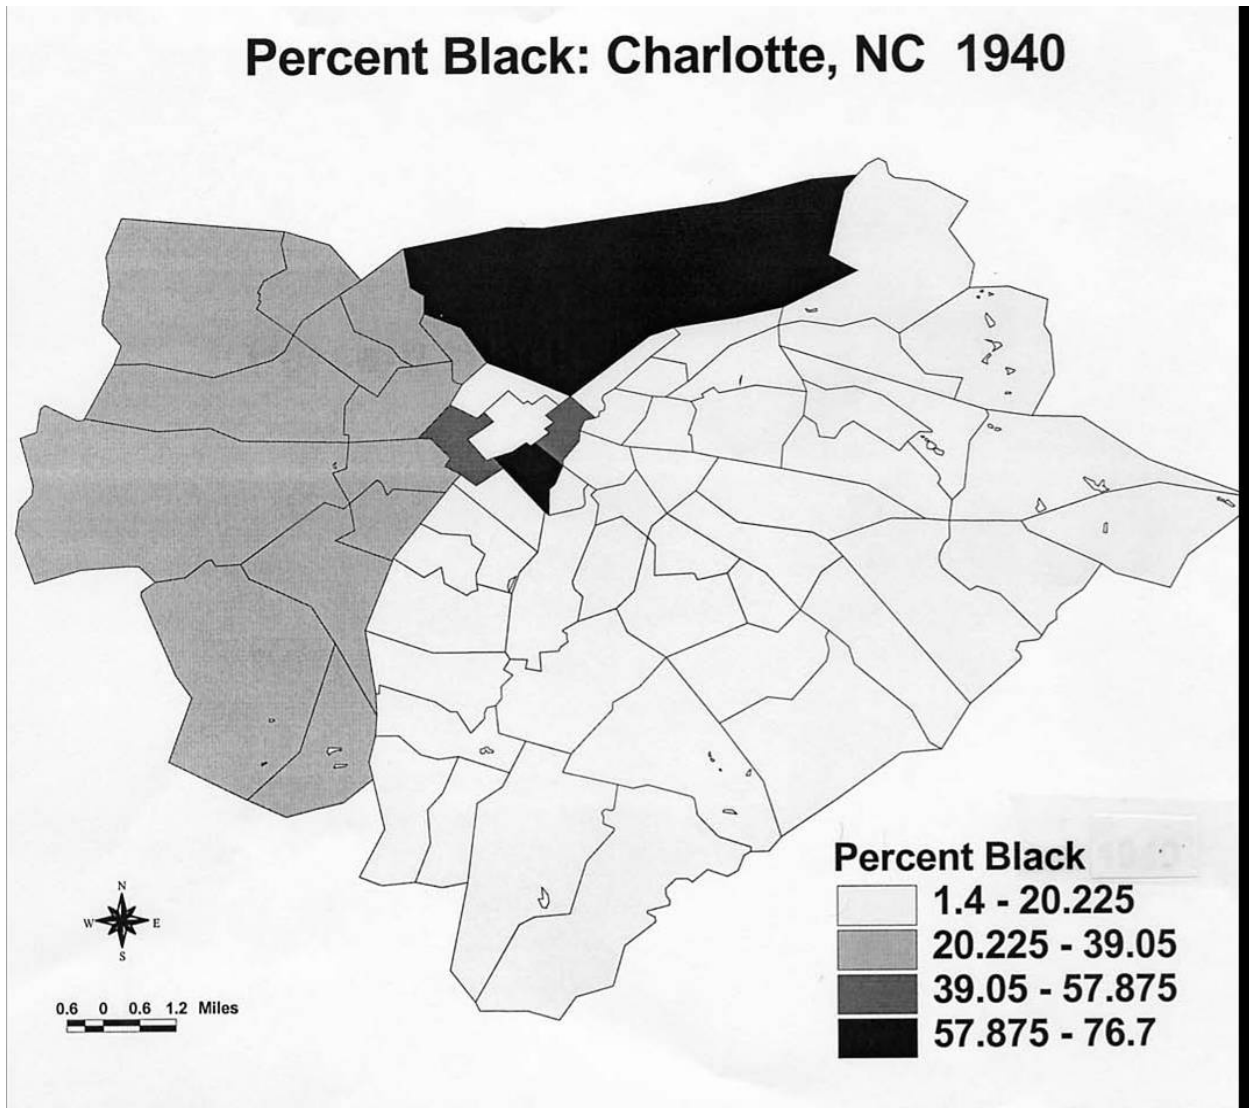 Percent Black: Charlotte, NC 1940
Percent Black
1.4 - 20.225
20.225 - 39.05
39.05 - 57.875
57.875 - 76.7
N
W E
S
0.6 0 0.6 1.2 Miles